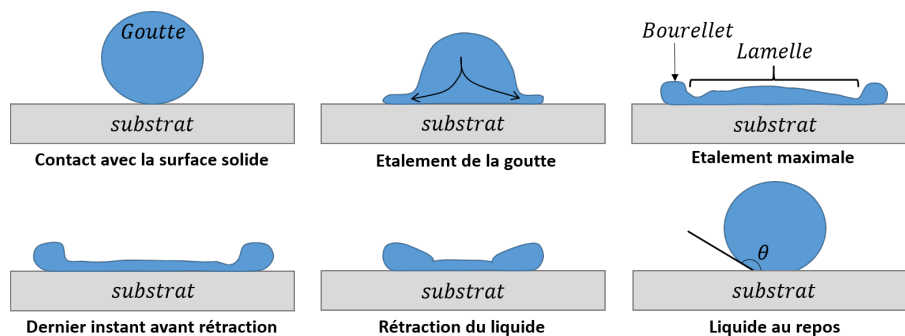 Goutte
substrat
Contact avec la surface solide
substrat
Etalement de la goutte
Bourellet
Lamelle
substrat
Etalement maximale
substrat
Dernier instant avant rétraction
substrat
Rétraction du liquide
θ
substrat
Liquide au repos